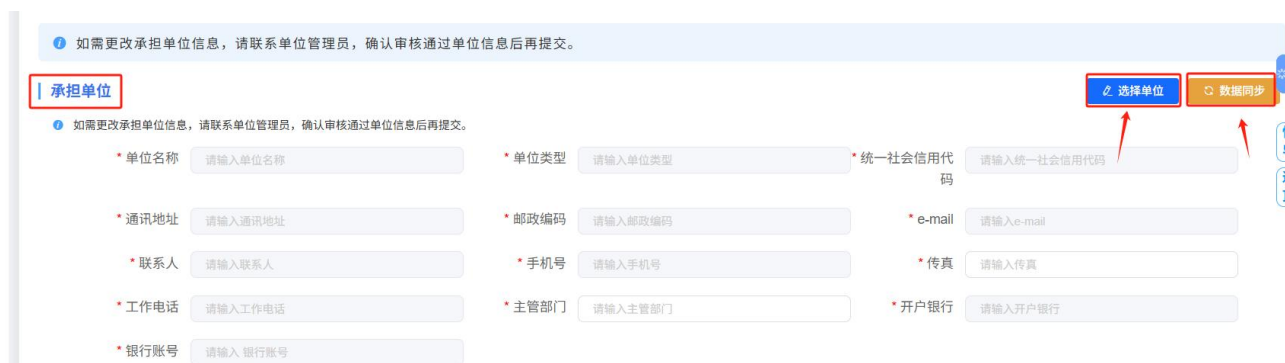 如需更改承担单位信息，请联系单位管理员，确认审核通过单位信息后再提交。
承担单位 选择单位 数据同步
如需更改承担单位信息，请联系单位管理员，确认审核通过单位信息后再提交。
* 单位名称 请输入单位名称 * 单位类型 请输入单位类型 * 统一社会信用代 请输入统一社会信用代码
码
* 通讯地址 请输入通讯地址 * 邮政编码 请输入邮政编码 * e-mail 请输入e-mail
* 联系人 请输入联系人 * 手机号 请输入手机号 * 传真 请输入传真
* 工作电话 请输入工作电话 * 主管部门 请输入主管部门 * 开户银行 请输入开户银行
* 银行账号 请输入 银行账号